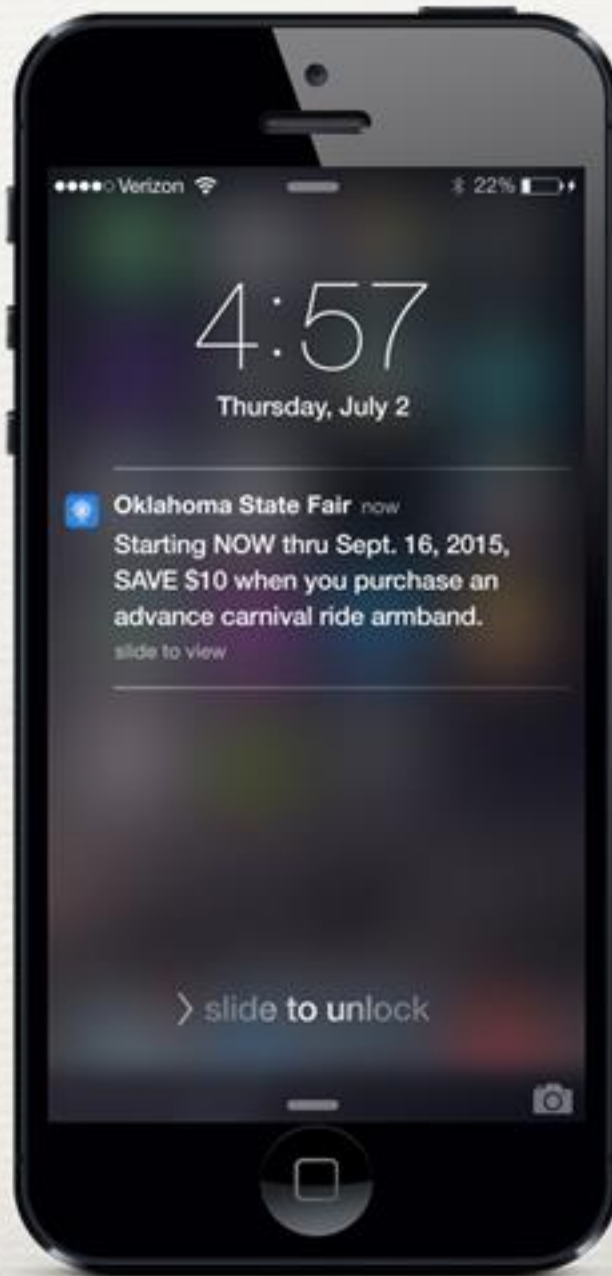 Verizon 22%
4:57
Thursday, July 2
Oklahoma State Fair now
Starting NOW thru Sept. 16, 2015,
SAVE $10 when you purchase an
advance carnival ride armband.
slide to view
> slide to unlock